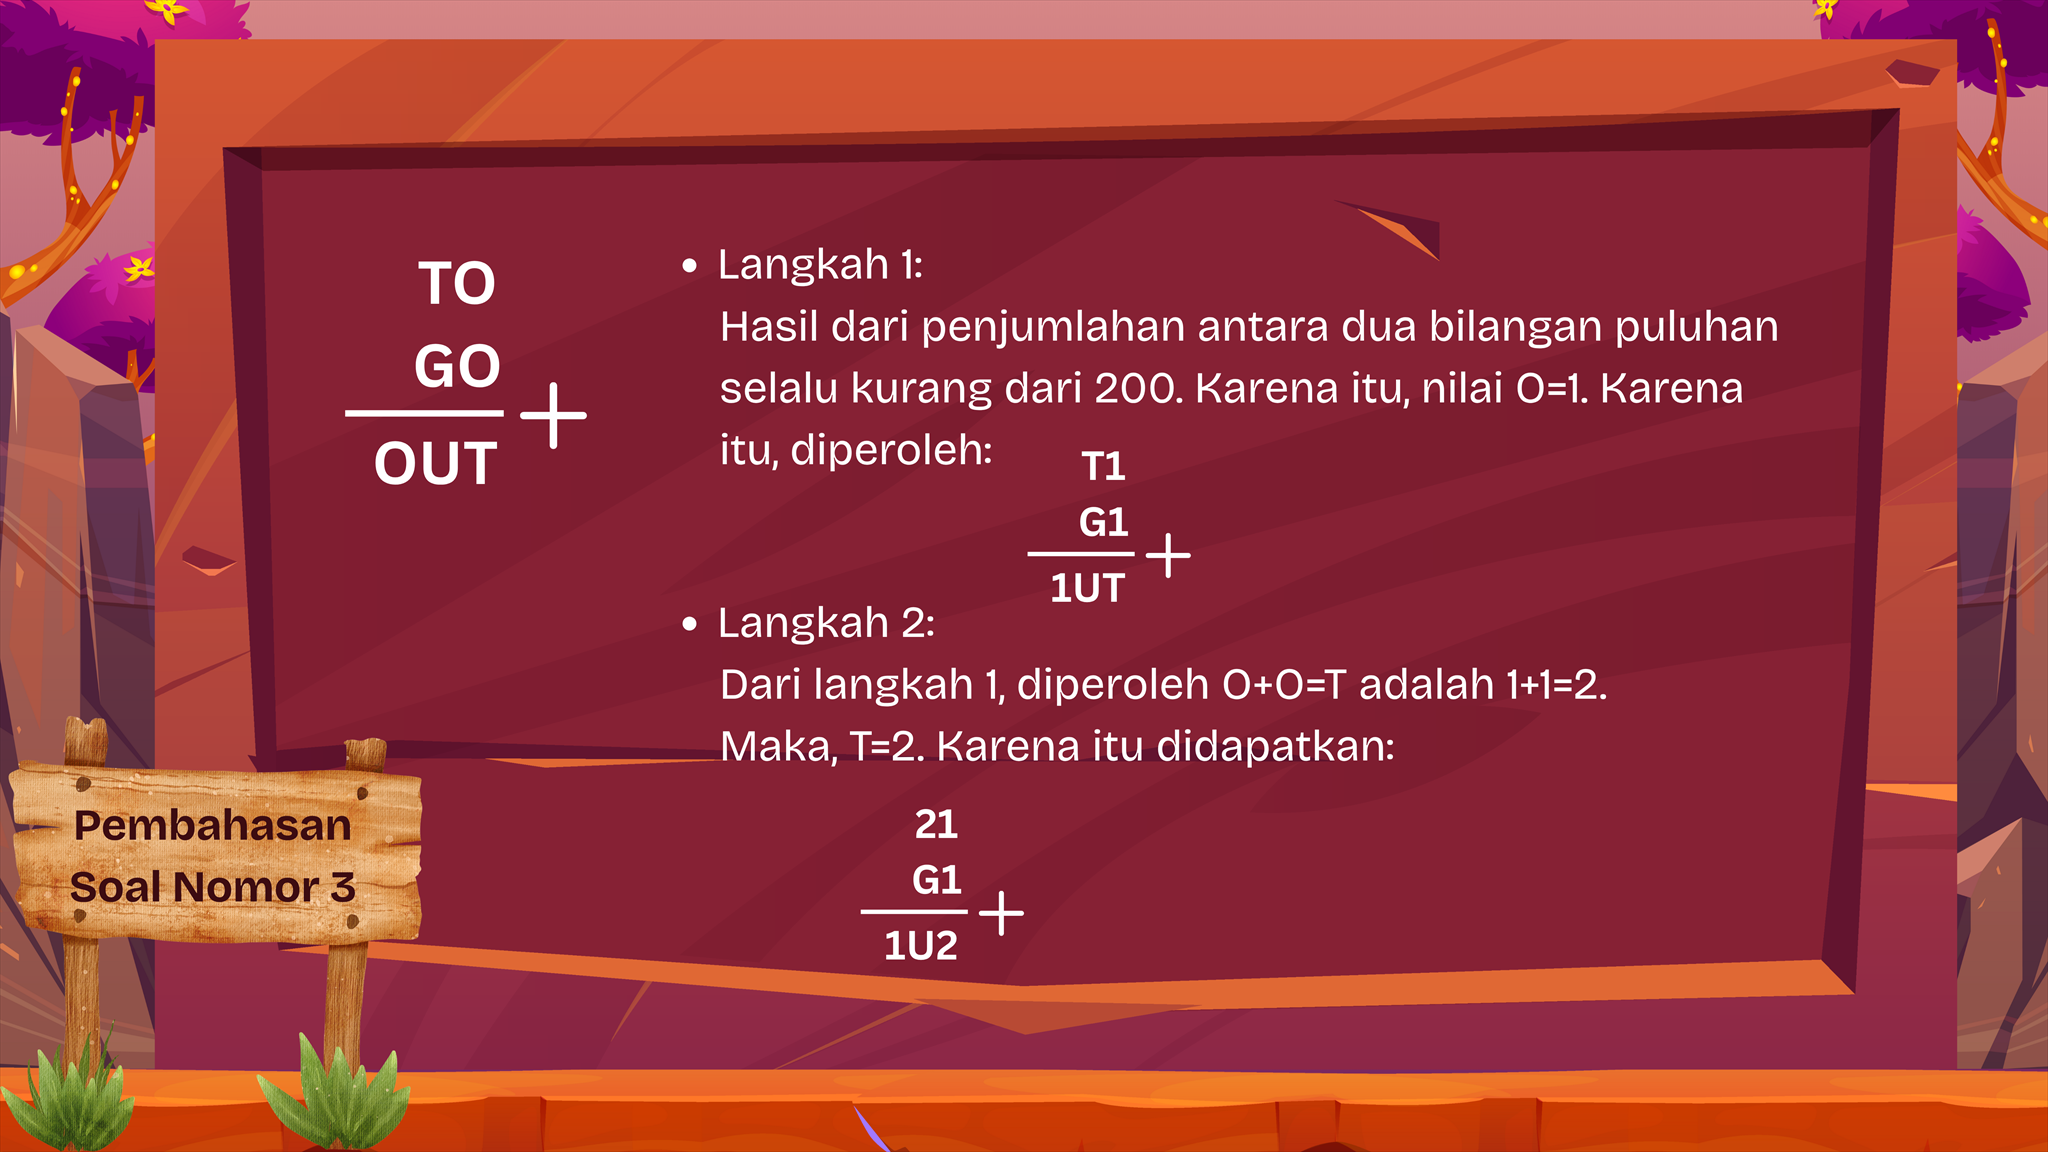 TO
GO
+
OUT
• Langkah 1:
Hasil dari penjumlahan antara dua bilangan puluhan
selalu kurang dari 200. Karena itu, nilai O=1. Karena
itu, diperoleh:
T1
G1
+
1UT
• Langkah 2:
Dari langkah 1, diperoleh O+O=T adalah 1+1=2.
Maka, T=2. Karena itu didapatkan:
21
G1
+
1U2
Pembahasan
Soal Nomor 3